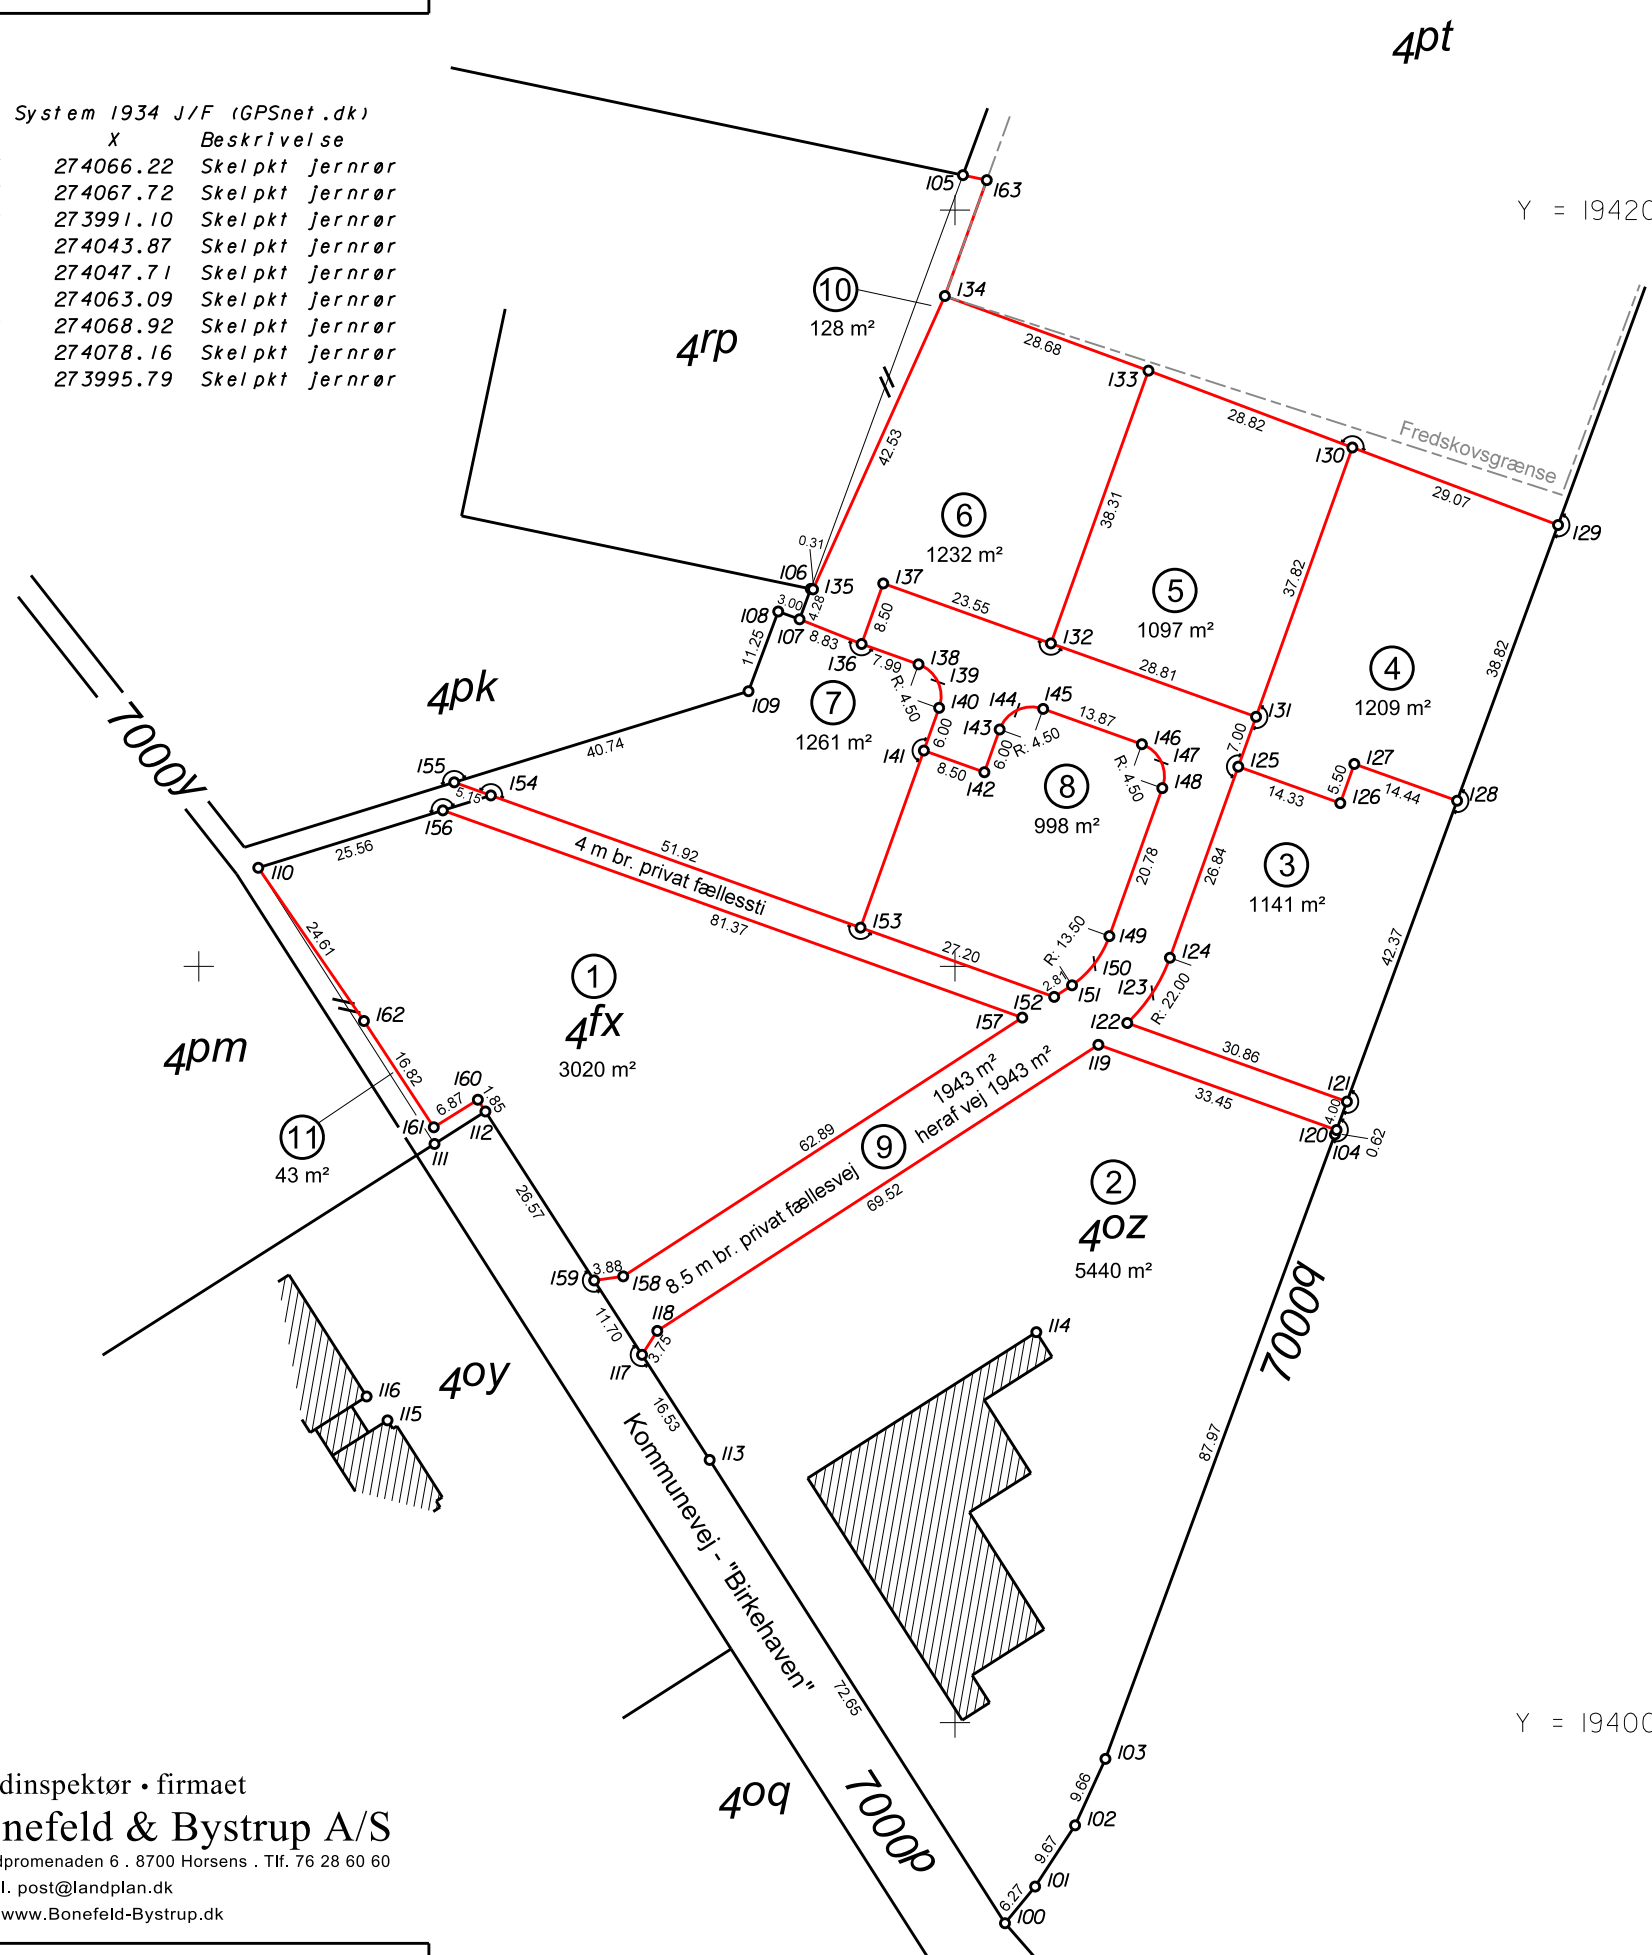 4pt
System 1934 J/F (GPSnet.dk)
X Beskrivelse
274066.22 Skelpkt jernrør
274067.72 Skelpkt jernrør
273991.10 Skelpkt jernrør
274043.87 Skelpkt jernrør
274047.71 Skelpkt jernrør
274063.09 Skelpkt jernrør
274068.92 Skelpkt jernrør
274078.16 Skelpkt jernrør
273995.79 Skelpkt jernrør
105
163
Y = 19420
10
128 m²
134
4rp
28.68
133
28.82
130
Fredskovsgrænse
29.07
129
42.53
38.31
37.82
38.82
6
1232 m²
0.31
106
135
137
108
3.00
4.28
107
8.50
23.55
132
5
1097 m²
11.25
8.83
136
7.99
138
139
28.81
4
1209 m²
4pk
109
7
1261 m²
R: 4.50
140
6.00
144
145
143
R: 4.50
13.87
131
7.00
141
8.50
142
6.00
146
147
R: 4.50
148
125
127
5.50
14.33
126
14.44
128
7000y
40.74
155
154
5.15
156
8
998 m²
25.56
110
51.92
4 m br. privat fællessti
81.37
20.78
26.84
3
1141 m²
24.61
153
27.20
R: 13.50
149
150
151
2.81
152
157
124
123
R: 22.00
122
42.37
1
4fx
3020 m²
162
4pm
16.82
160
1.85
6.87
161
112
111
11
43 m²
119
30.86
121
4.00
33.45
120
104
0.62
1943 m²
heraf vej 1943 m²
62.89
9
8.5 m br. privat fællesvej
69.52
2
4oz
5440 m²
26.57
159
3.88
158
11.70
118
3.75
117
7000q
114
4oy
116
115
16.53
113
87.97
Kommunevej - "Birkehaven"
72.65
Y = 19400
103
9.66
102
9.67
101
6.27
100
4oq
7000p
dinspektør • firmaet
nefeld & Bystrup A/S
dpromenaden 6 . 8700 Horsens . Tlf. 76 28 60 60
l. post@landplan.dk
www.Bonefeld-Bystrup.dk